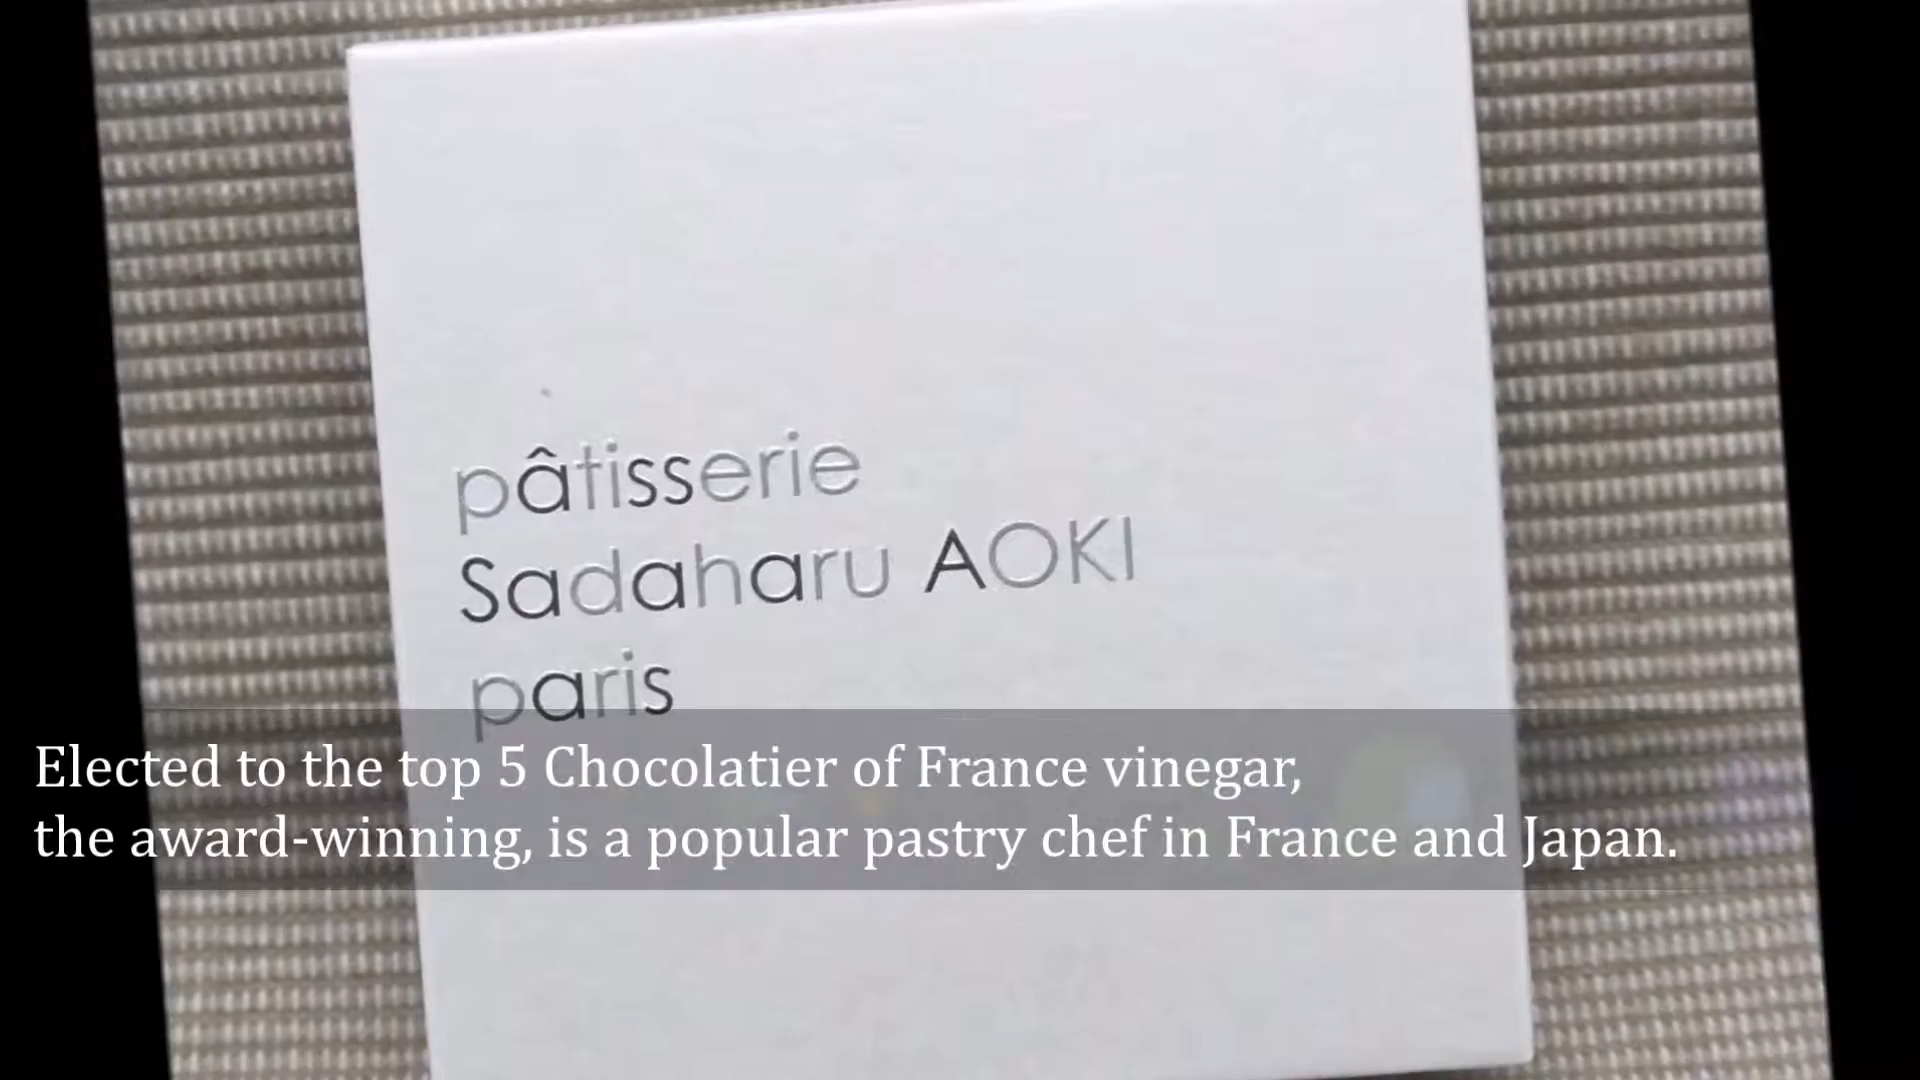 pâtisserie
Sadaharu AOKI
paris
Elected to the top 5 Chocolatier of France vinegar,
the award-winning, is a popular pastry chef in France and Japan.